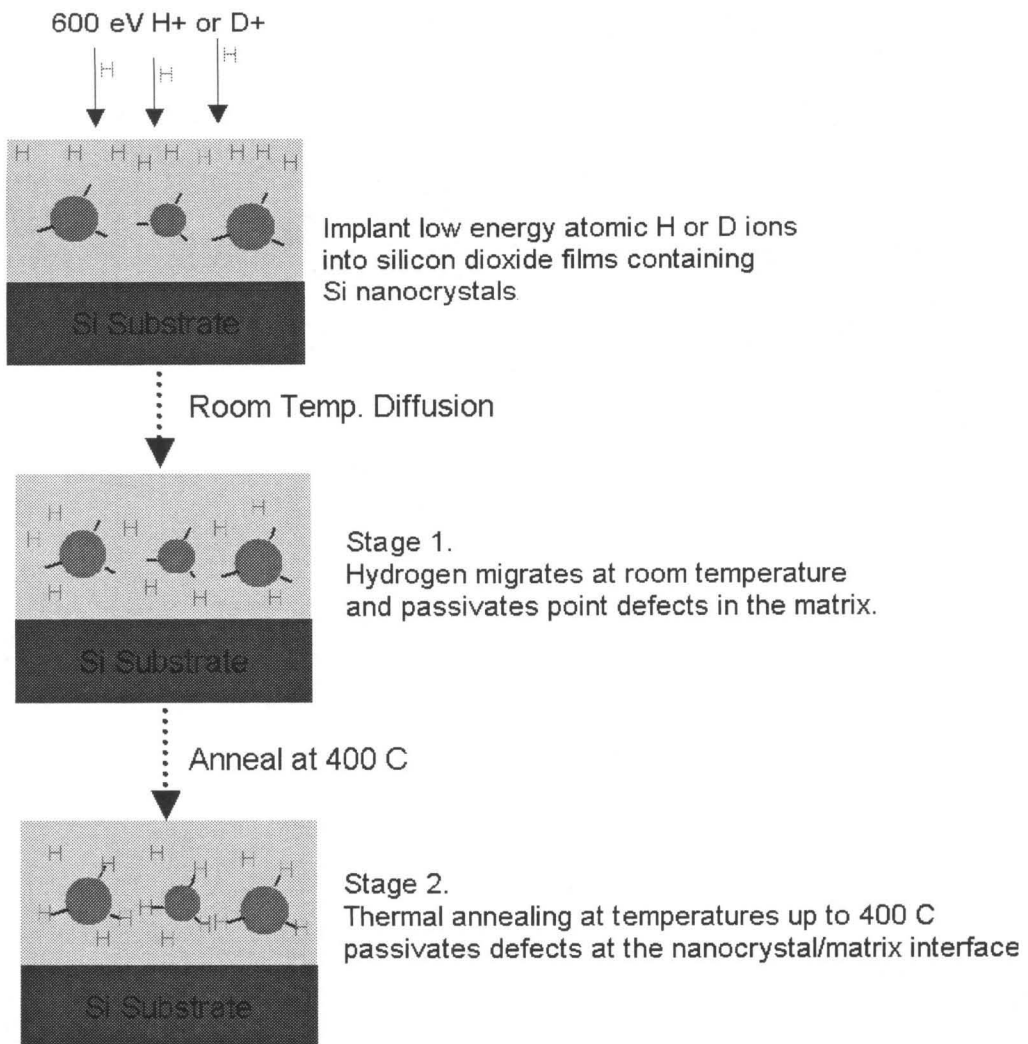 600 eV H+ or D+
H H H
H H H H H H H H H
Implant low energy atomic H or D ions
into silicon dioxide films containing
Si nanocrystals
Si Substrate
Room Temp. Diffusion
H H H H H H H H H
Stage 1.
Hydrogen migrates at room temperature
and passivates point defects in the matrix.
Si Substrate
Anneal at 400 C
H H H H H H
H H H H H H
H H
Stage 2.
Thermal annealing at temperatures up to 400 C
passivates defects at the nanocrystal/matrix interface
Si Substrate